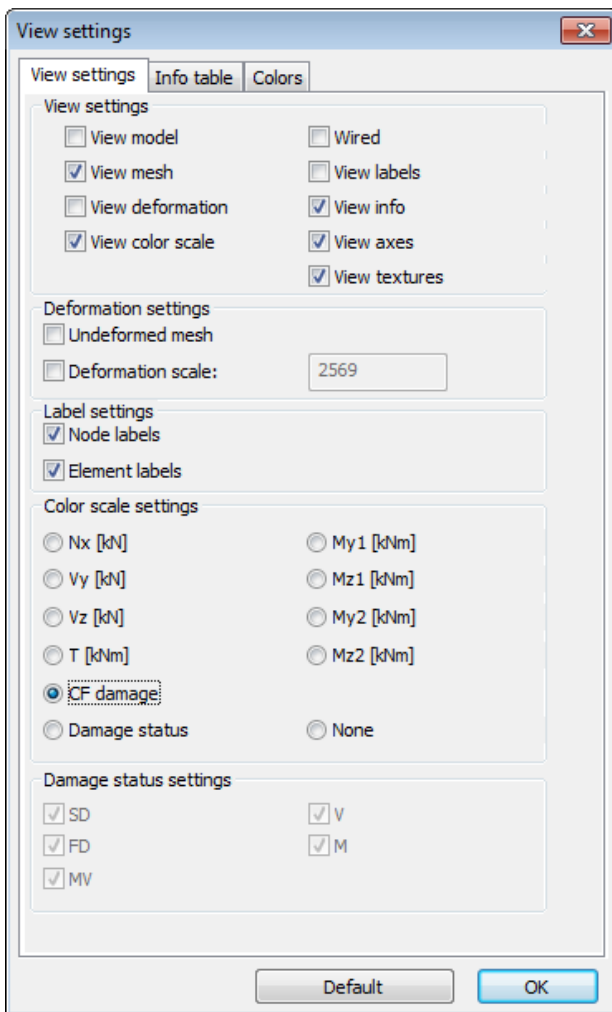 View settings
View settings Info table Colors
View settings
View model Wired
View mesh View labels
View deformation View info
View color scale View axes
View textures
Deformation settings
Undeformed mesh
Deformation scale: 2569
Label settings
Node labels
Element labels
Color scale settings
Nx [kN] My1 [kNm]
Vy [kN] Mz1 [kNm]
Vz [kN] My2 [kNm]
T [kNm] Mz2 [kNm]
CF damage
Damage status None
Damage status settings
SD V
FD M
MV
Default OK